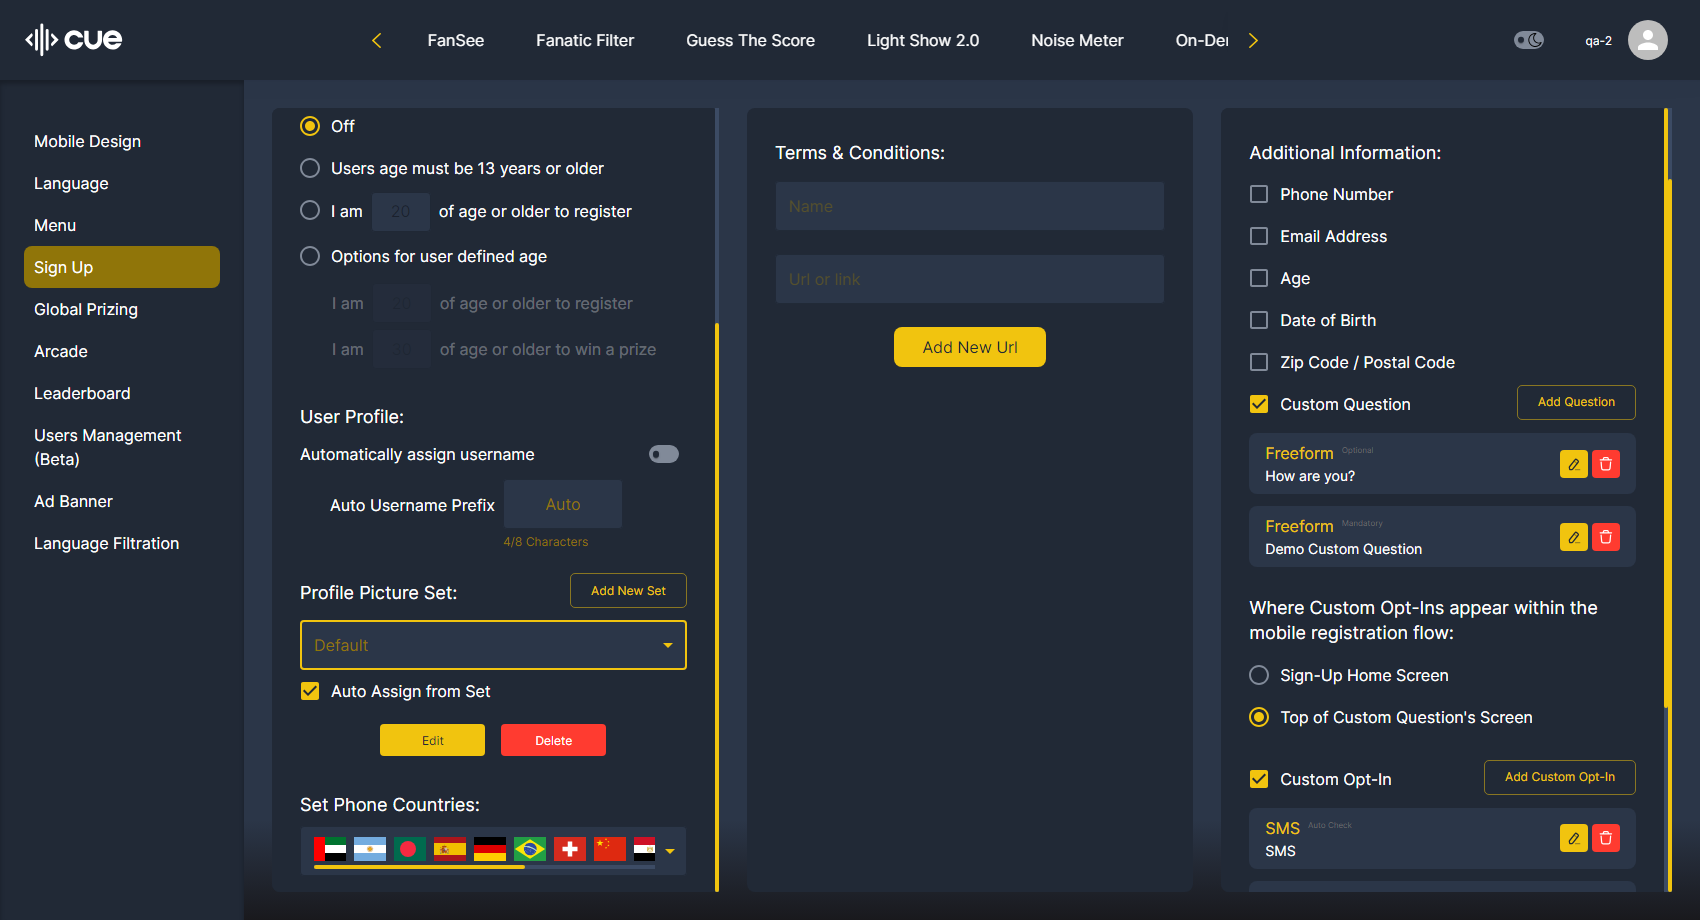 cue
FanSee
Fanatic Filter
Guess The Score
Light Show 2.0
Noise Meter
On-De
qa-2
Mobile Design
Language
Menu
Sign Up
Global Prizing
Arcade
Leaderboard
Users Management
(Beta)
Ad Banner
Language Filtration
Off
Users age must be 13 years or older
I am 20 of age or older to register
Options for user defined age
I am of age or older to register
I am of age or older to win a prize
User Profile:
Automatically assign username
Auto Username Prefix Auto
4/8 Characters
Profile Picture Set:
Add New Set
Default
Auto Assign from Set
Edit
Delete
Set Phone Countries:
Terms & Conditions:
Name
Url or link
Add New Url
Additional Information:
Phone Number
Email Address
Age
Date of Birth
Zip Code / Postal Code
Custom Question
Add Question
Freeform Optional
How are you?
Freeform Mandatory
Demo Custom Question
Where Custom Opt-Ins appear within the
mobile registration flow:
Sign-Up Home Screen
Top of Custom Question's Screen
Custom Opt-In
Add Custom Opt-In
SMS Auto Check
SMS